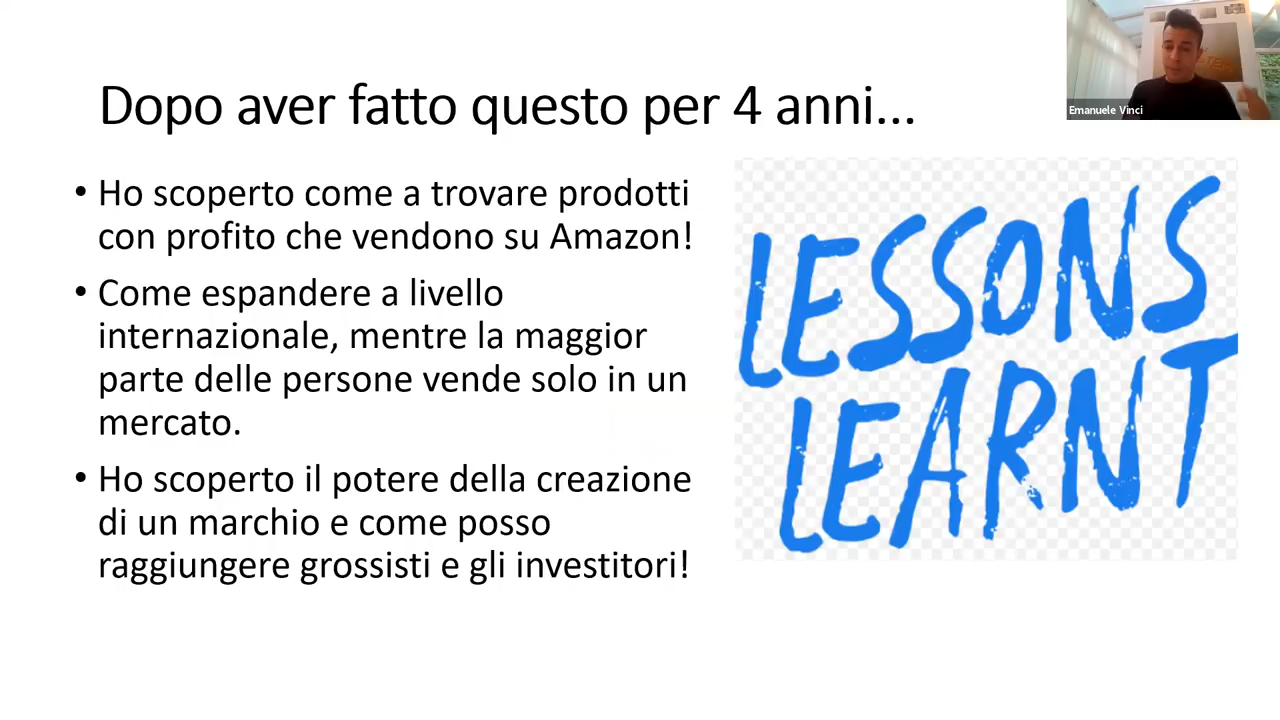 Dopo aver fatto questo per 4 anni...
Emanuele Vinci
• Ho scoperto come a trovare prodotti
con profito che vendono su Amazon!
• Come espandere a livello
internazionale, mentre la maggior
parte delle persone vende solo in un
mercato.
• Ho scoperto il potere della creazione
di un marchio e come posso
raggiungere grossisti e gli investitori!
LESSONS
LEARNT